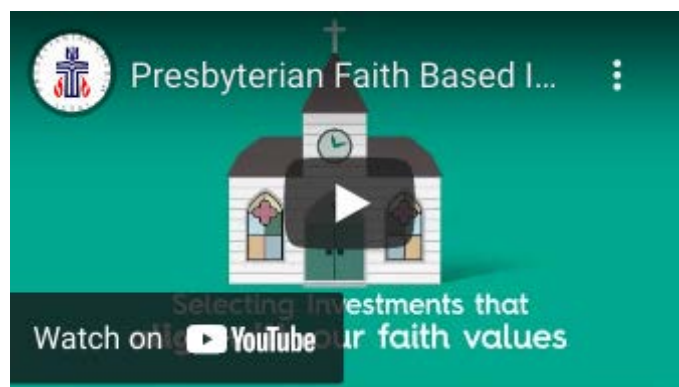 Presbyterian Faith Based I...
Selecting Investments that
ur faith values
Watch on YouTube